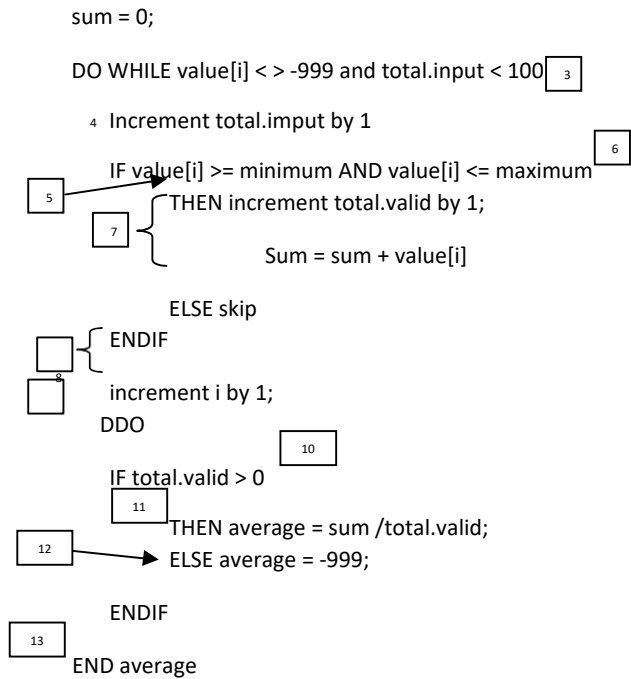 sum = 0;
DO WHILE value[i] < > -999 and total.input < 100 3
4 Increment total.imput by 1
6
IF value[i] >= minimum AND value[i] <= maximum
5
THEN increment total.valid by 1;
7
Sum = sum + value[i]
ELSE skip
ENDIF
8
increment i by 1;
DDO
10
IF total.valid > 0
11
THEN average = sum /total.valid;
12
ELSE average = -999;
ENDIF
13
END average